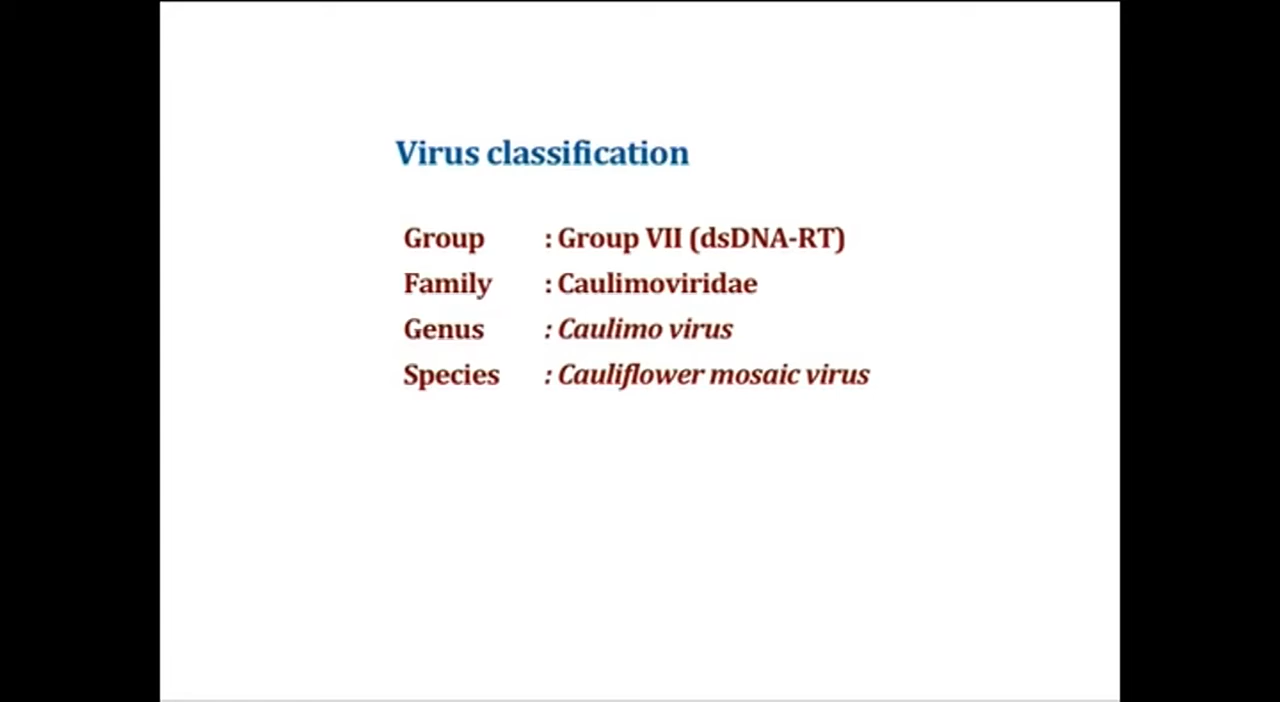 Virus classification
Group : Group VII (dsDNA-RT)
Family : Caulimoviridae
Genus : Caulimo virus
Species : Cauliflower mosaic virus